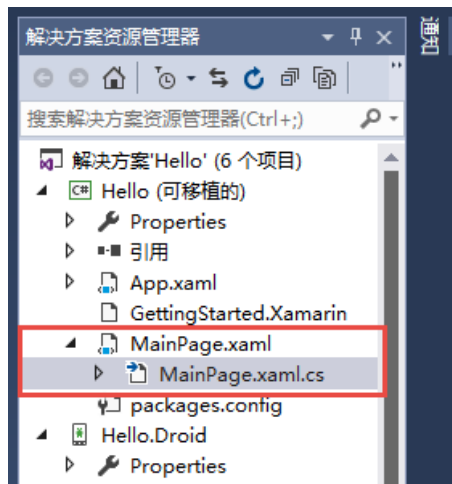 解决方案资源管理器
通知
搜索解决方案资源管理器(Ctrl+;)
解决方案'Hello' (6 个项目)
C# Hello (可移植的)
Properties
引用
App.xaml
GettingStarted.Xamarin
MainPage.xaml
MainPage.xaml.cs
packages.config
Hello.Droid
Properties